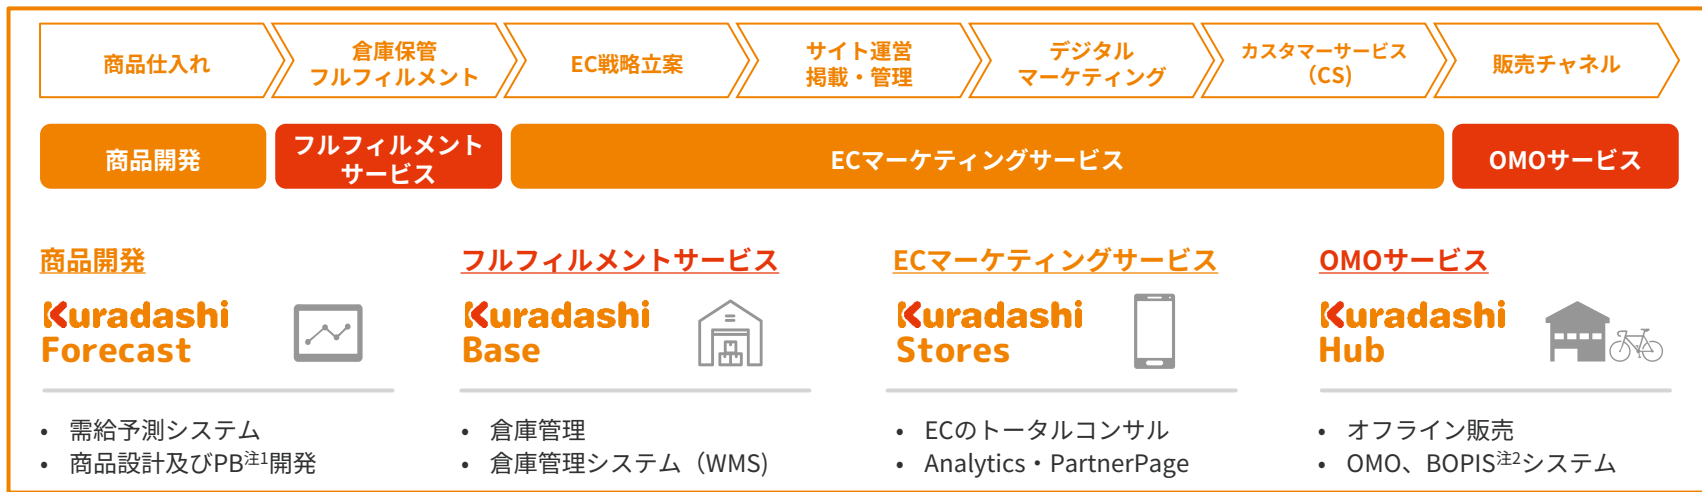 商品仕入れ
倉庫保管
フルフィルメント
EC戦略立案
サイト運営
掲載・管理
デジタル
マーケティング
カスタマーサービス
（CS)
販売チャネル
商品開発
フルフィルメント
サービス
ECマーケティングサービス
OMOサービス
商品開発
Kuradashi
Forecast
• 需給予測システム
• 商品設計及びPB注1開発
フルフィルメントサービス
Kuradashi
Base
• 倉庫管理
• 倉庫管理システム（WMS)
ECマーケティングサービス
Kuradashi
Stores
• ECのトータルコンサル
• Analytics・PartnerPage
OMOサービス
Kuradashi
Hub
• オフライン販売
• OMO、BOPIS注2システム